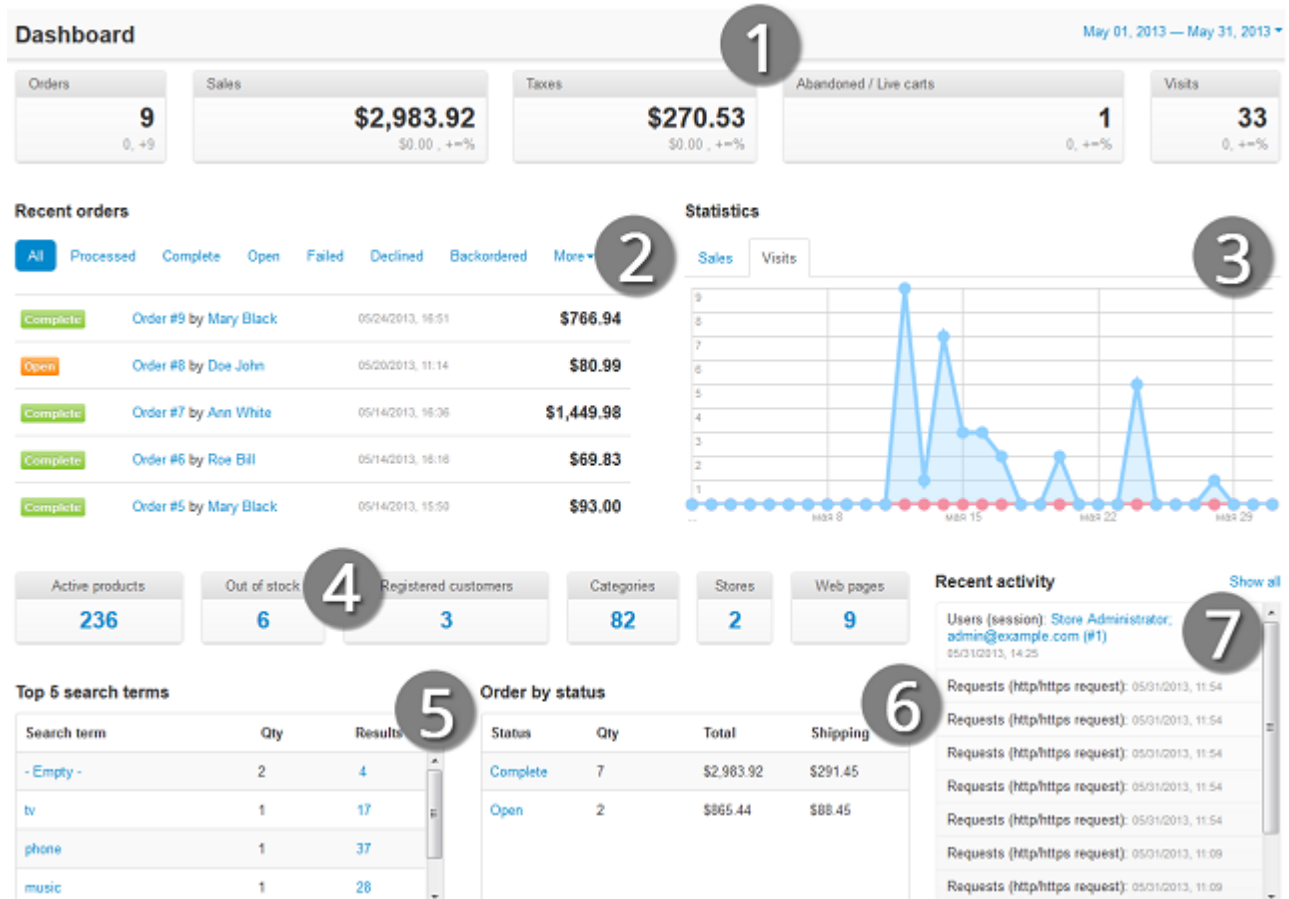 Dashboard
1
May 01, 2013 — May 31, 2013
Orders
9
0, +9
Sales
$2,983.92
$0.00 , +∞%
Taxes
$270.53
$0.00 , +∞%
Abandoned / Live carts
1
0, +∞%
Visits
33
0, +∞%
Recent orders
2
All Processed Complete Open Failed Declined Backordered More
Complete Order #9 by Mary Black 05/24/2013, 16:51 $766.94
Open Order #8 by Doe John 05/20/2013, 11:14 $80.99
Complete Order #7 by Ann White 05/14/2013, 16:36 $1,449.98
Complete Order #6 by Roe Bill 05/14/2013, 16:16 $69.83
Complete Order #5 by Mary Black 05/14/2013, 15:50 $93.00
Statistics
3
Sales Visits
9
8
7
6
5
4
3
2
1
... мая 8 мая 15 мая 22 мая 29
4
Active products
236
Out of stock
6
Registered customers
3
Categories
82
Stores
2
Web pages
9
Top 5 search terms
5
Search term Qty Results
- Empty - 2 4
tv 1 17
phone 1 37
music 1 28
Order by status
6
Status Qty Total Shipping
Complete 7 $2,983.92 $291.45
Open 2 $865.44 $88.45
Recent activity Show all
7
Users (session): Store Administrator;
admin@example.com (#1)
05/31/2013, 14:25
Requests (http/https request): 05/31/2013, 11:54
Requests (http/https request): 05/31/2013, 11:54
Requests (http/https request): 05/31/2013, 11:54
Requests (http/https request): 05/31/2013, 11:54
Requests (http/https request): 05/31/2013, 11:54
Requests (http/https request): 05/31/2013, 11:09
Requests (http/https request): 05/31/2013, 11:09